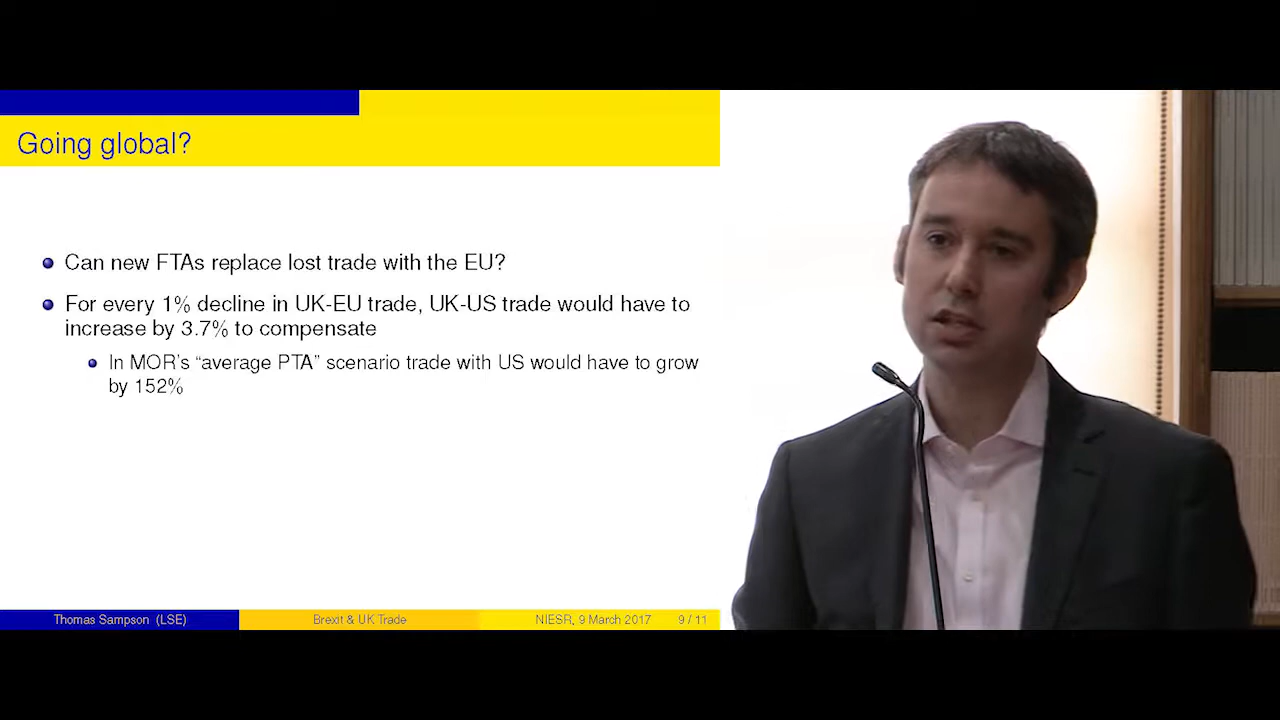 Going global?
Can new FTAs replace lost trade with the EU?
For every 1% decline in UK-EU trade, UK-US trade would have to
increase by 3.7% to compensate
In MOR's “average PTA” scenario trade with US would have to grow
by 152%
Thomas Sampson (LSE) Brexit & UK Trade NIESR, 9 March 2017 9 / 11